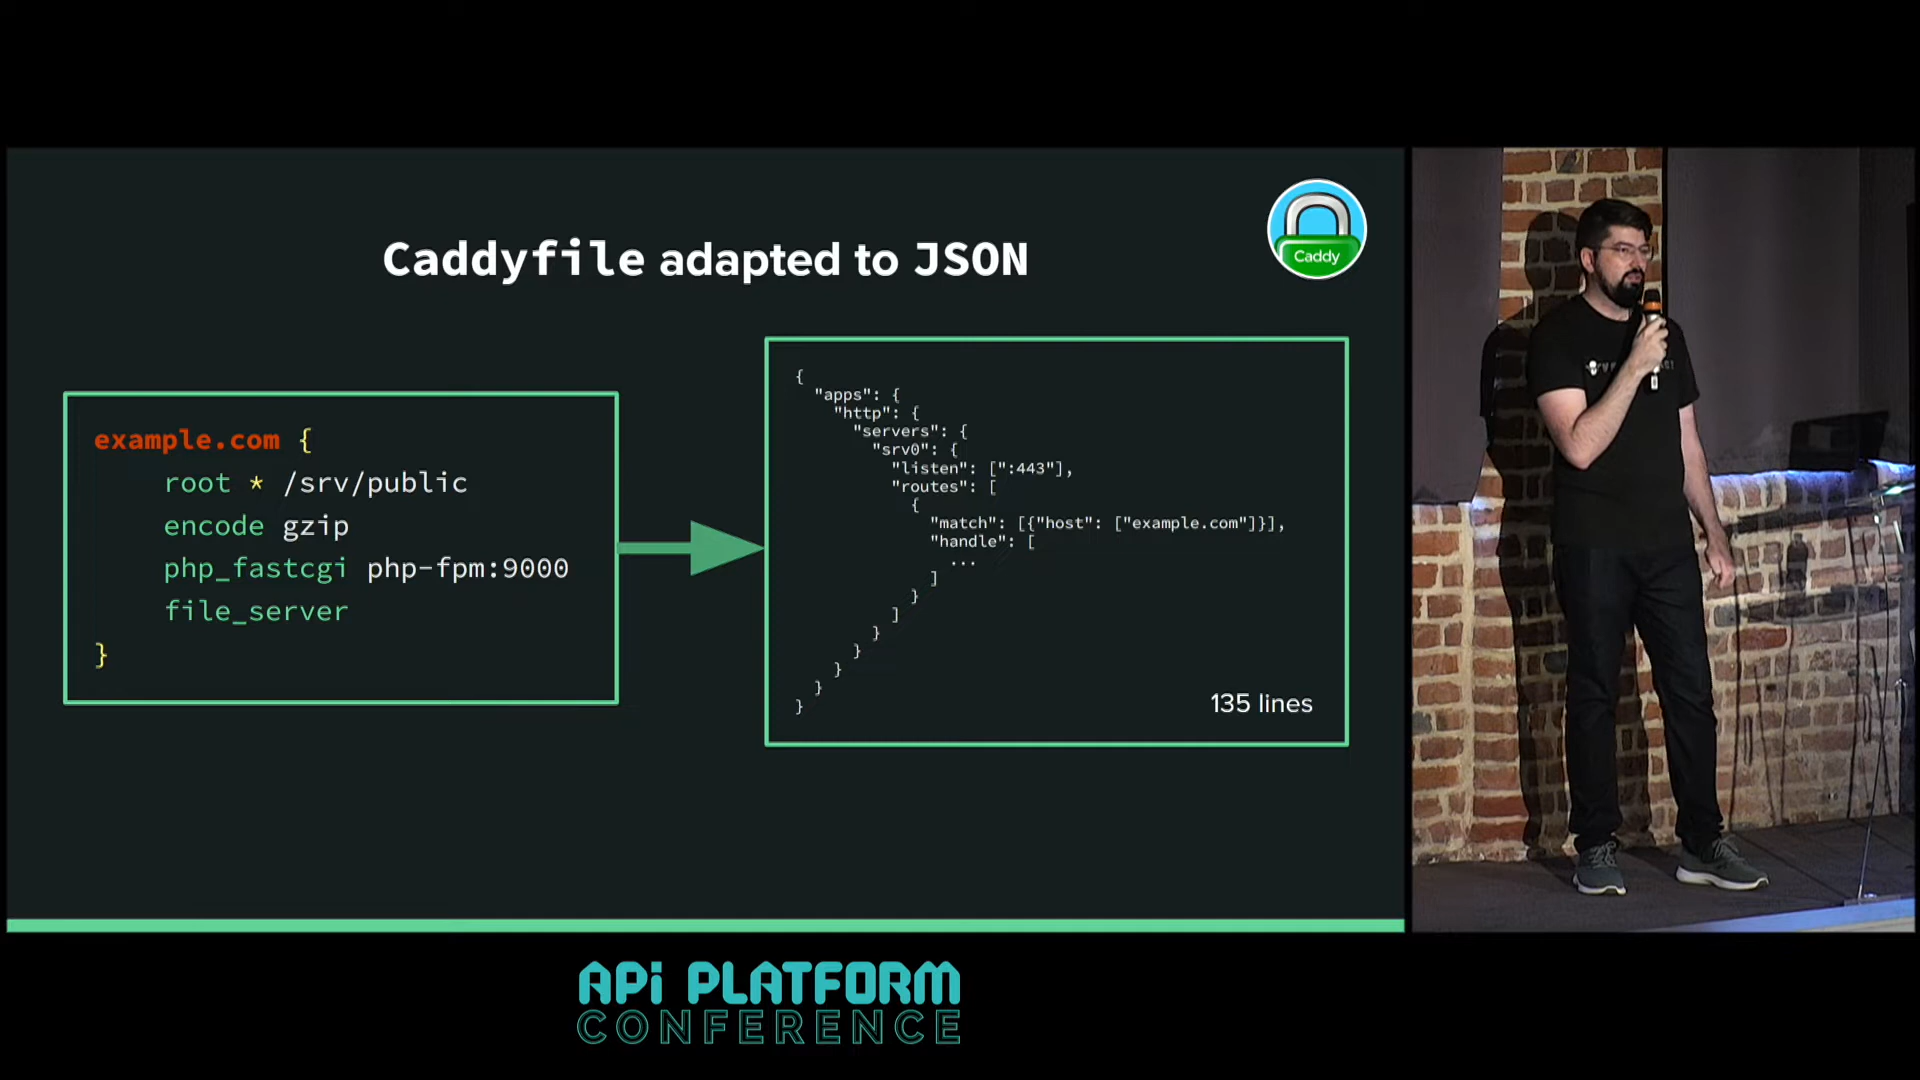 Caddyfile adapted to JSON
Caddy
example.com {
root * /srv/public
encode gzip
php_fastcgi php-fpm:9000
file_server
}
{
"apps": {
"http": {
"servers": {
"srv0": {
"listen": [":443"],
"routes": [
{
"match": [{"host": ["example.com"]}],
"handle": [
...
]
}
]
}
}
}
}
}
135 lines
API PLATFORM
CONFERENCE